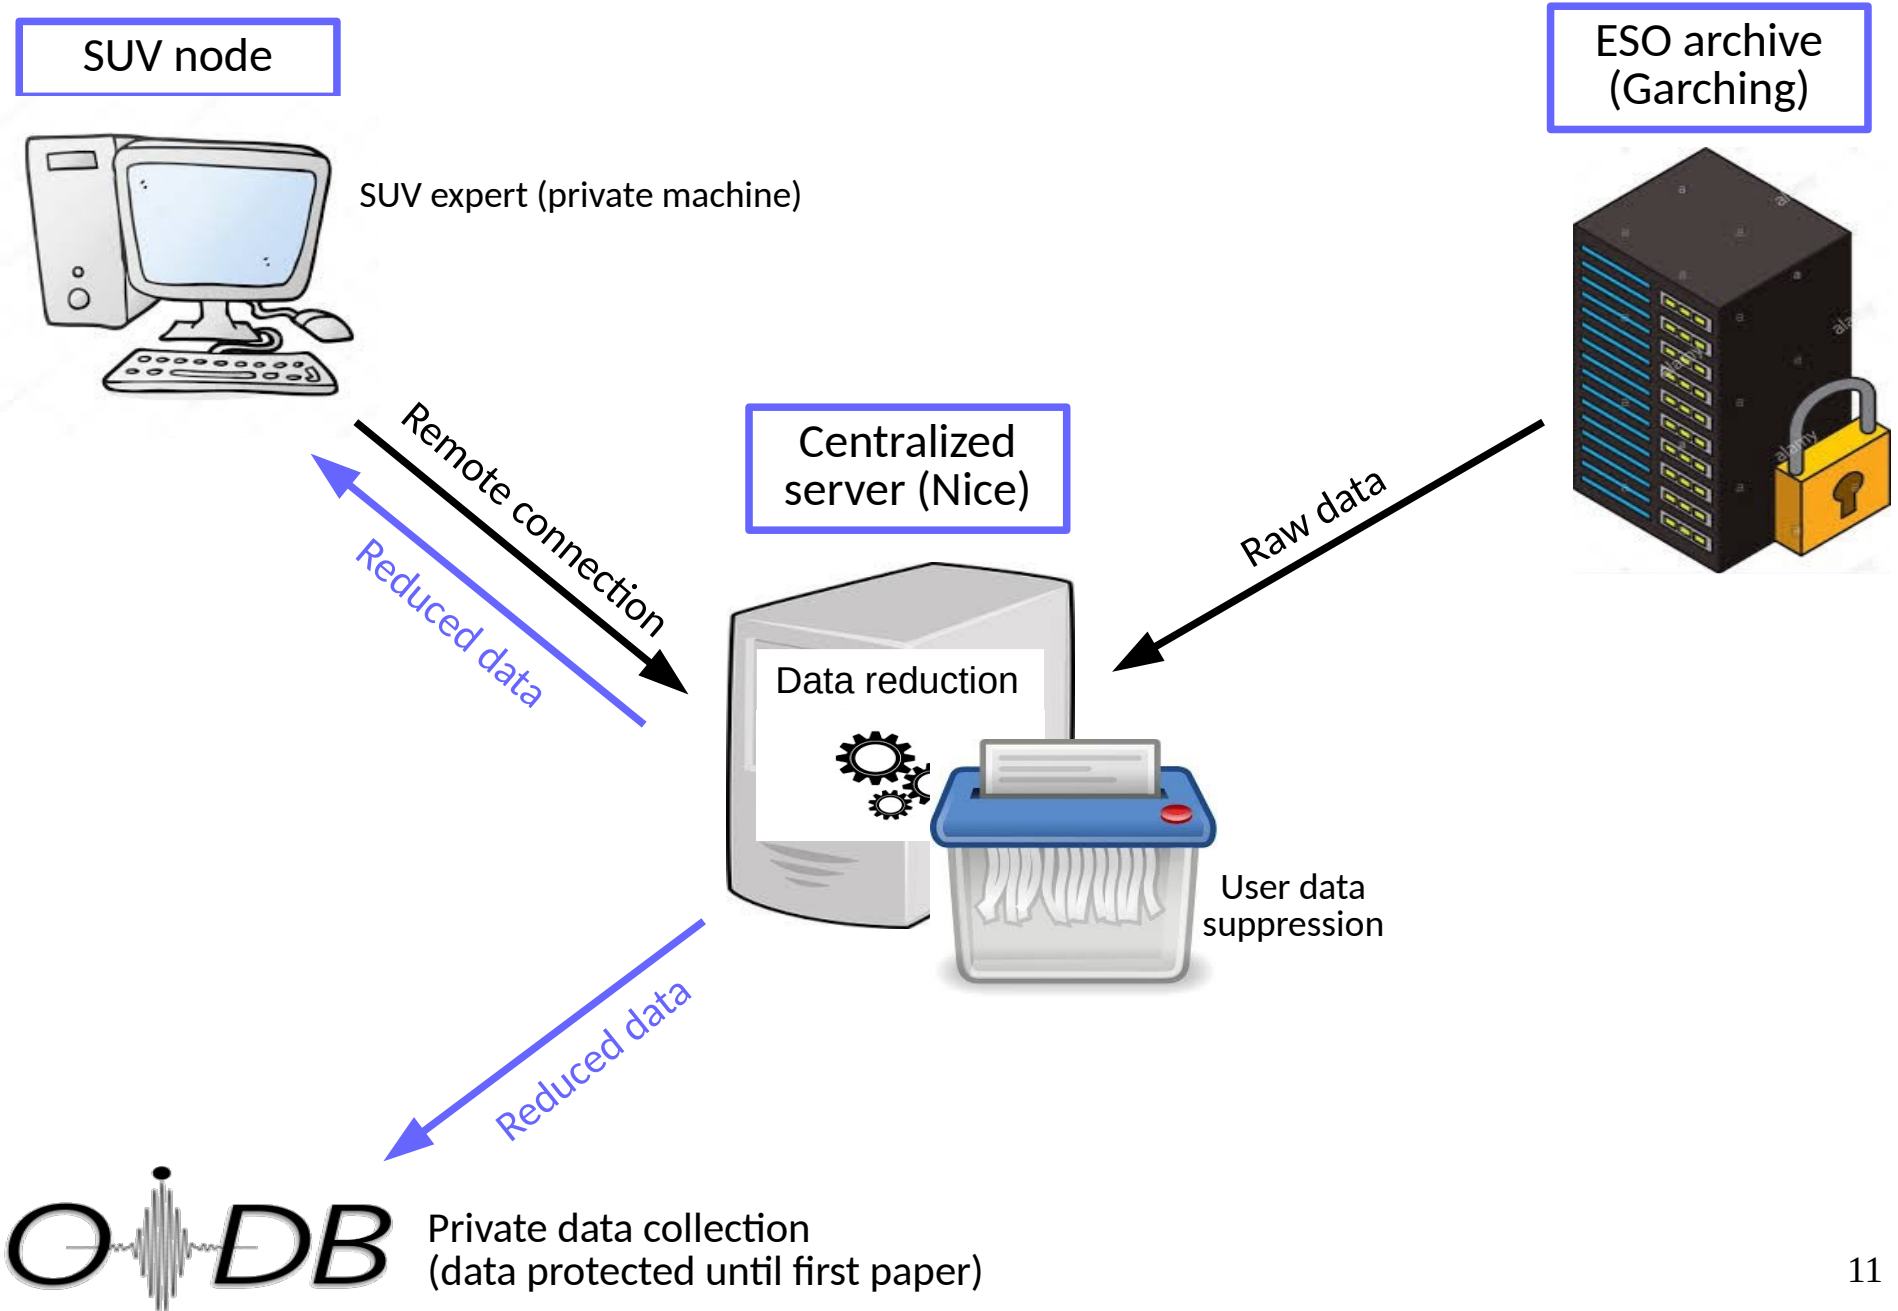 SUV node
ESO archive
(Garching)
SUV expert (private machine)
Remote connection
Reduced data
Centralized
server (Nice)
Raw data
Data reduction
User data
suppression
Reduced data
OiDB
Private data collection
(data protected until first paper)
11
a
alamy